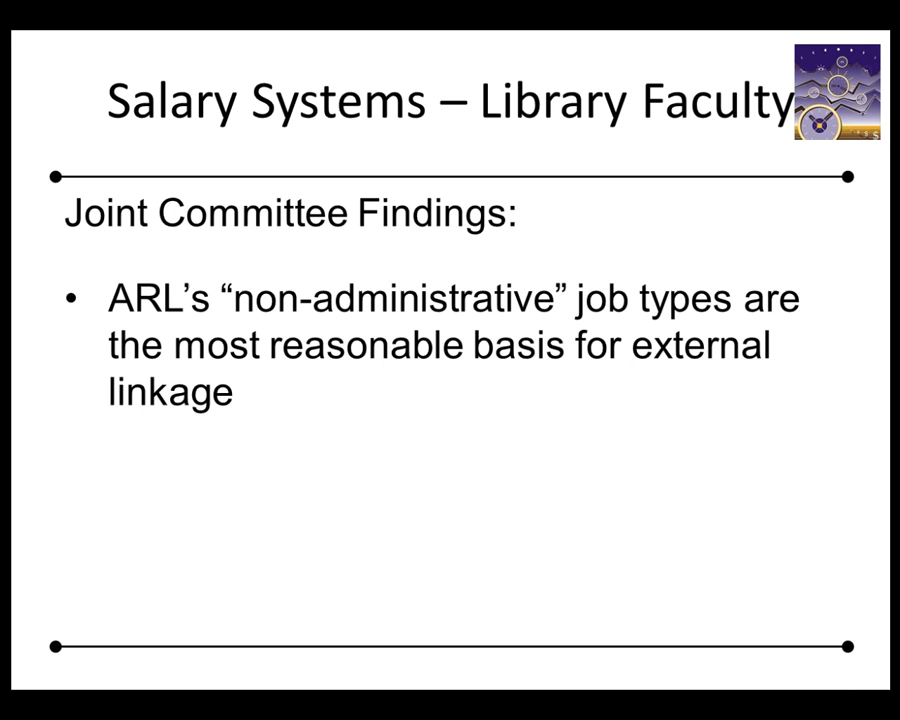 Salary Systems – Library Faculty
Joint Committee Findings:
• ARL’s “non-administrative” job types are
the most reasonable basis for external
linkage